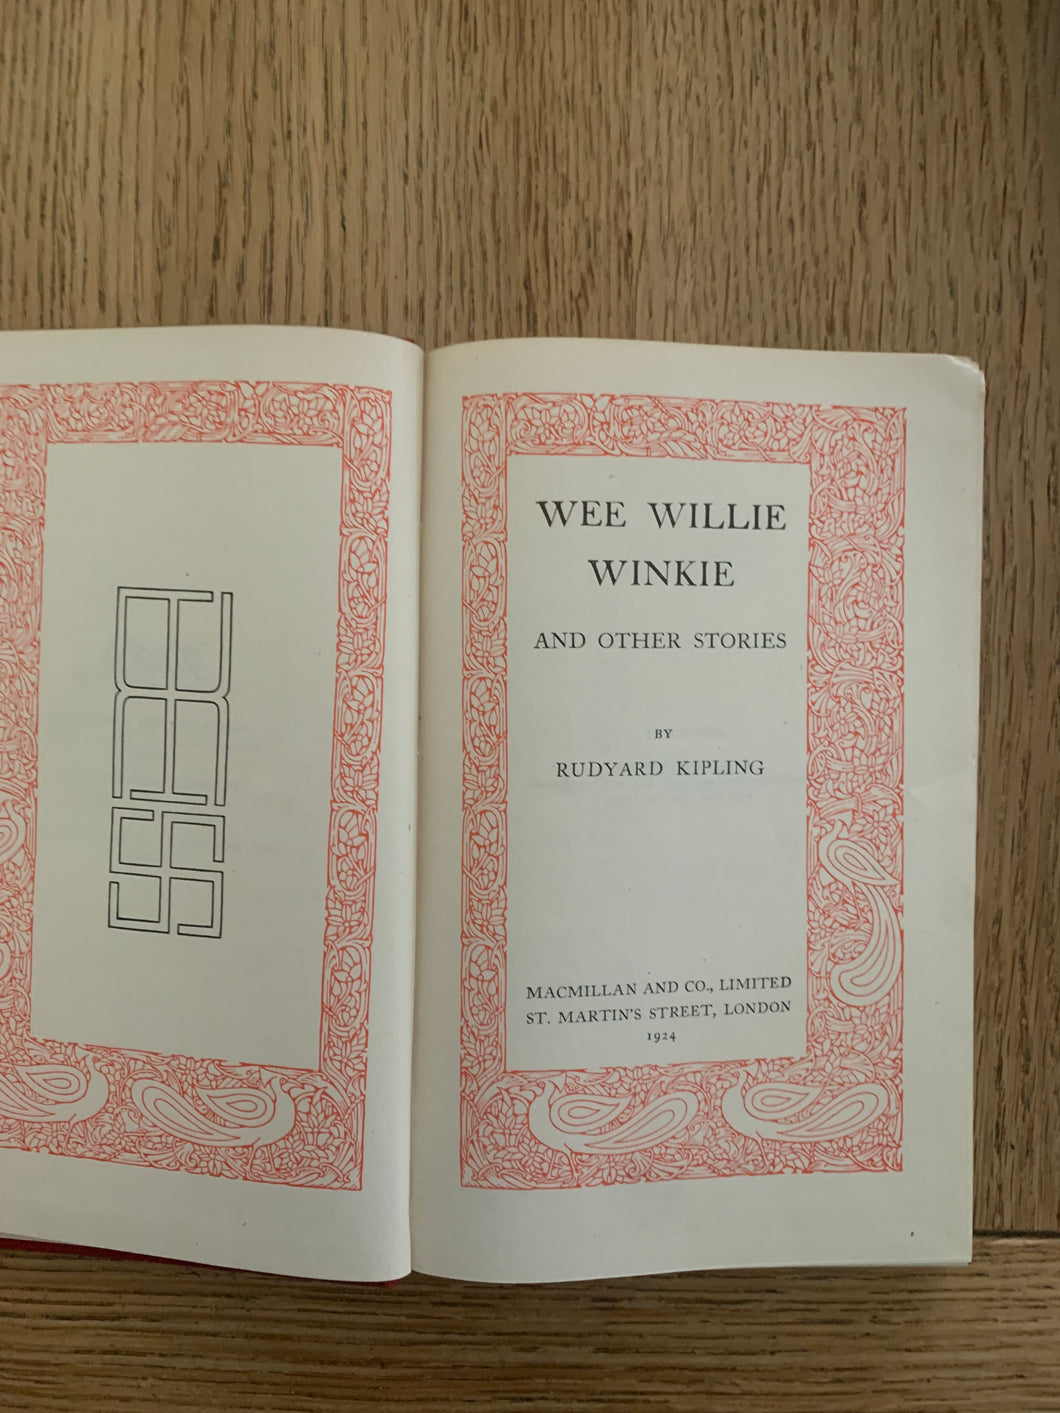 WEE WILLIE
WINKIE
AND OTHER STORIES
BY
RUDYARD KIPLING
MACMILLAN AND CO., LIMITED
ST. MARTIN'S STREET, LONDON
1924